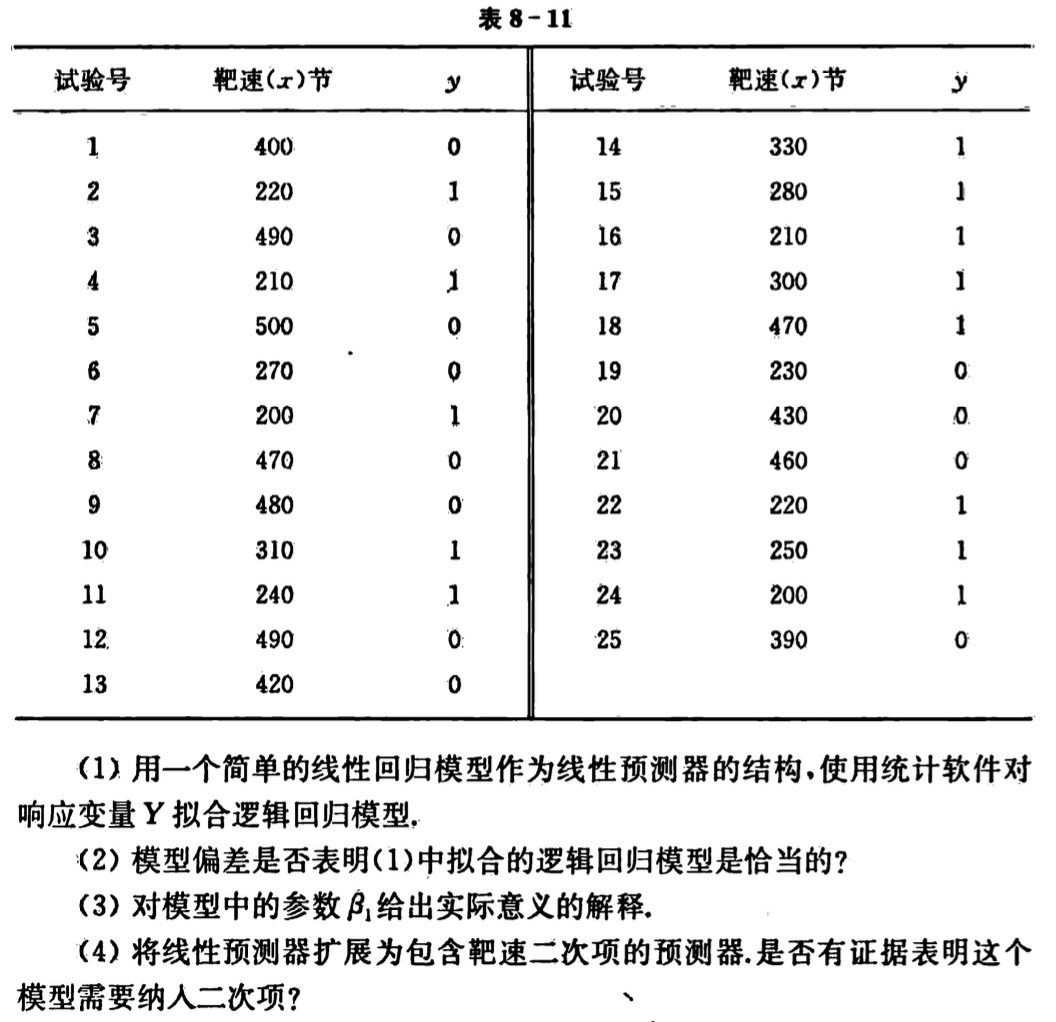 表 8-11
试验号 靶速(x)节 y 试验号 靶速(x)节 y
1 400 0 14 330 1
2 220 1 15 280 1
3 490 0 16 210 1
4 210 1 17 300 1
5 500 0 18 470 1
6 270 0 19 230 0
7 200 1 20 430 0
8 470 0 21 460 0
9 480 0 22 220 1
10 310 1 23 250 1
11 240 1 24 200 1
12 490 0 25 390 0
13 420 0
(1) 用一个简单的线性回归模型作为线性预测器的结构,使用统计软件对
响应变量 Y 拟合逻辑回归模型.
(2) 模型偏差是否表明(1)中拟合的逻辑回归模型是恰当的?
(3) 对模型中的参数 β₁ 给出实际意义的解释.
(4) 将线性预测器扩展为包含靶速二次项的预测器.是否有证据表明这个
模型需要纳入二次项?